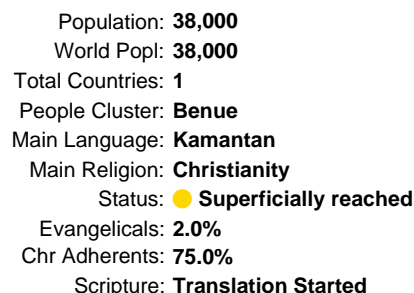 Population: 38,000
World Popl: 38,000
Total Countries: 1
People Cluster: Benue
Main Language: Kamantan
Main Religion: Christianity
Status: Superficially reached
Evangelicals: 2.0%
Chr Adherents: 75.0%
Scripture: Translation Started